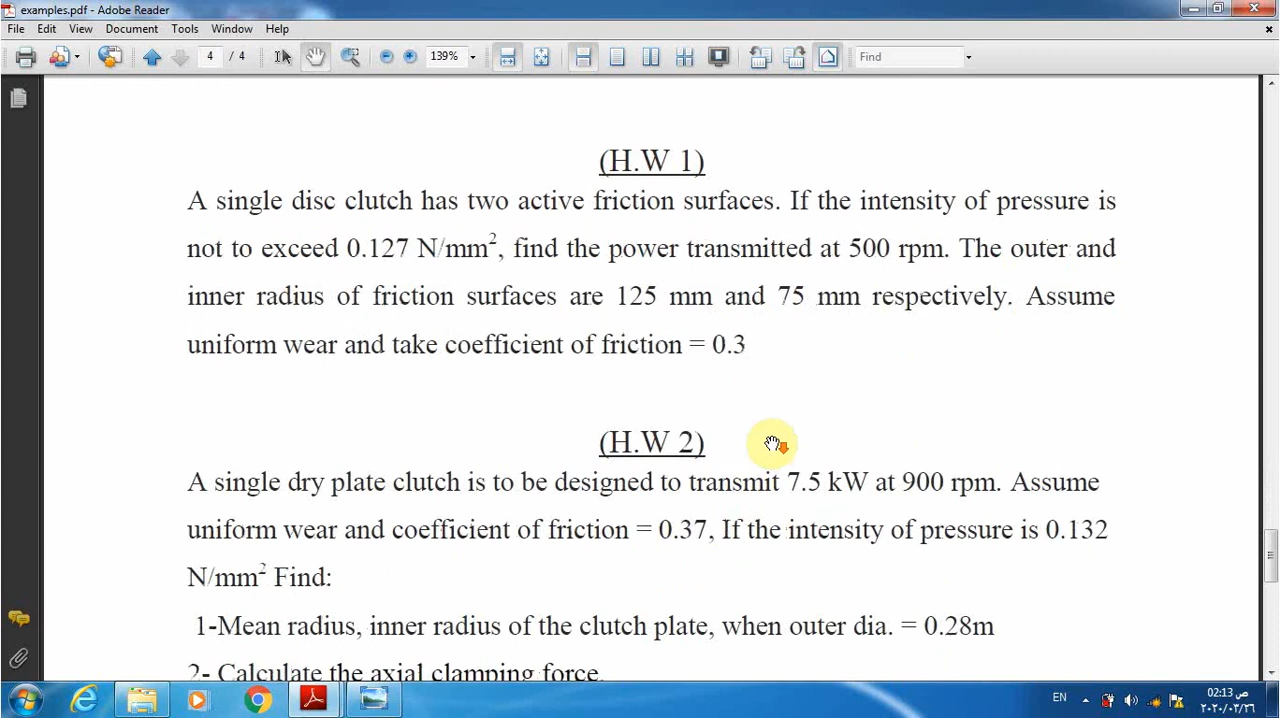 examples.pdf - Adobe Reader
File Edit View Document Tools Window Help
4 / 4 139% Find
(H.W 1)
A single disc clutch has two active friction surfaces. If the intensity of pressure is
not to exceed 0.127 N/mm², find the power transmitted at 500 rpm. The outer and
inner radius of friction surfaces are 125 mm and 75 mm respectively. Assume
uniform wear and take coefficient of friction = 0.3
(H.W 2)
A single dry plate clutch is to be designed to transmit 7.5 kW at 900 rpm. Assume
uniform wear and coefficient of friction = 0.37, If the intensity of pressure is 0.132
N/mm² Find:
1-Mean radius, inner radius of the clutch plate, when outer dia. = 0.28m
2- Calculate the axial clamping force.
EN 02:13 ص
٢٠٢٠/٠٣/٢٦